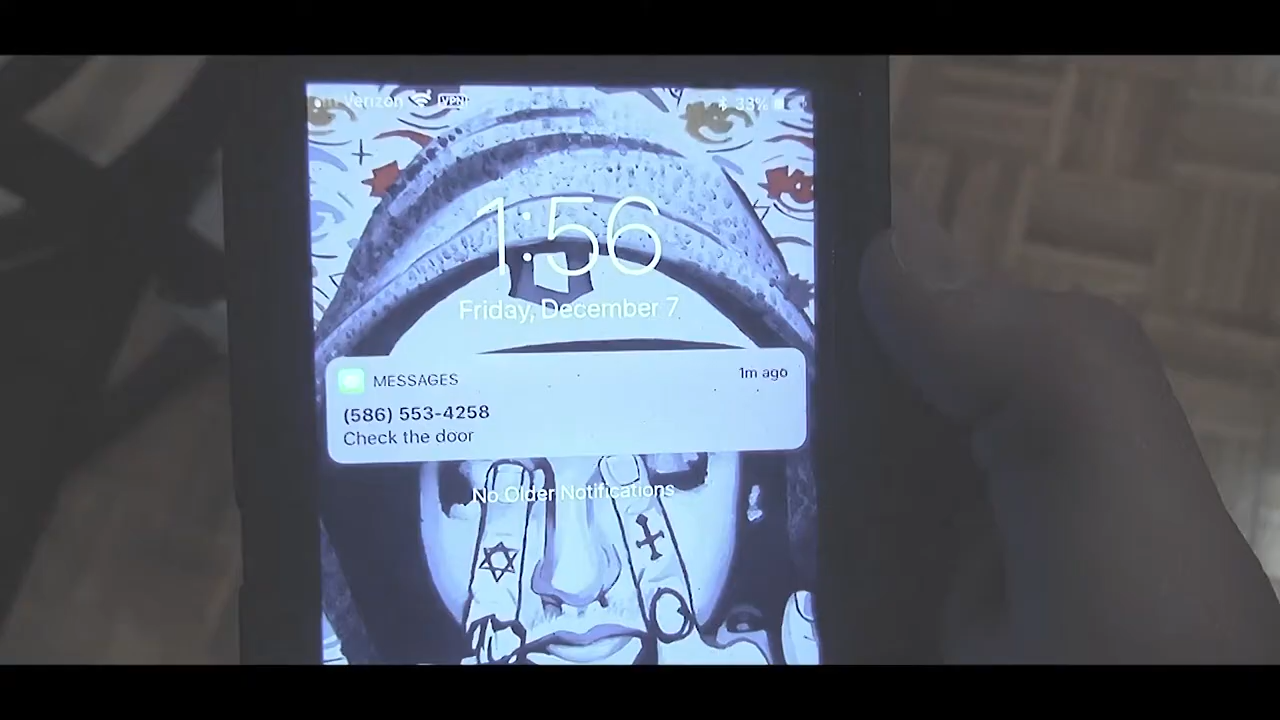 Verizon VPN 33%
1:56
Friday, December 7
MESSAGES 1m ago
(586) 553-4258
Check the door
No Older Notifications